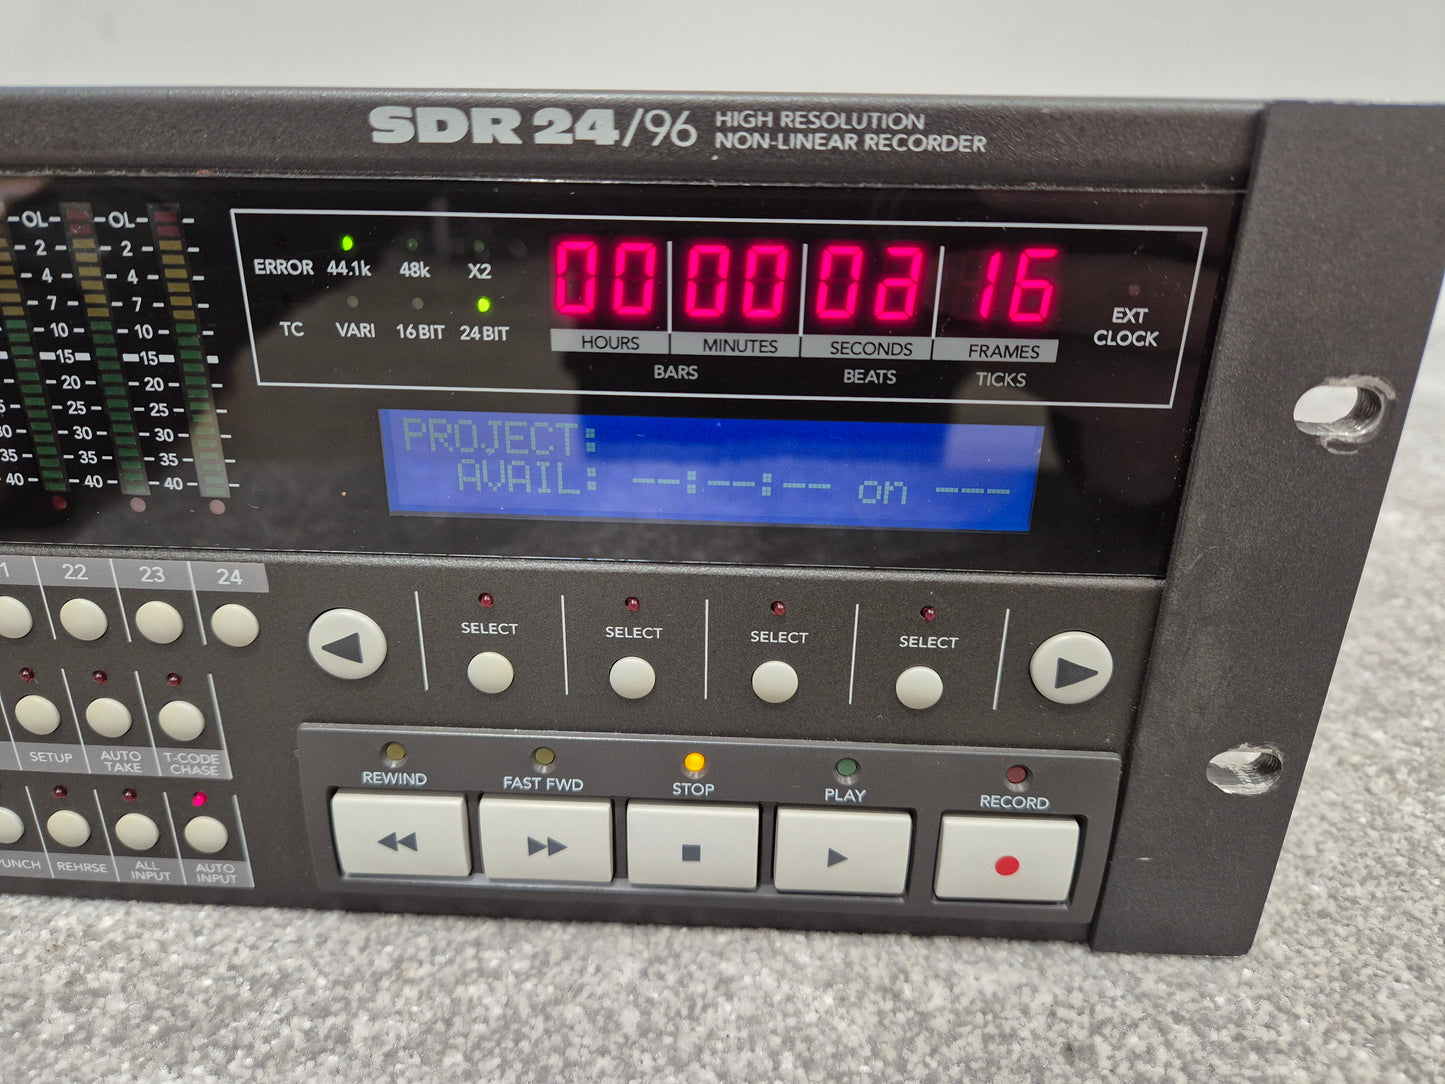 SDR 24/96 HIGH RESOLUTION
NON-LINEAR RECORDER
OL OL
2 2
4 4
7 7
10 10
15 15
20 20
25 25
30 30
35 35 35
40 40 40
ERROR 44.1k 48k X2
TC VARI 16 BIT 24 BIT
00 00 16
HOURS MINUTES SECONDS FRAMES
BARS BEATS TICKS
EXT
CLOCK
PROJECT:
AVAIL: --:--:-- on ---
22 23 24
SELECT SELECT SELECT SELECT
SETUP AUTO TAKE T-CODE CHASE
REWIND FAST FWD STOP PLAY RECORD
REHRSE ALL INPUT AUTO INPUT